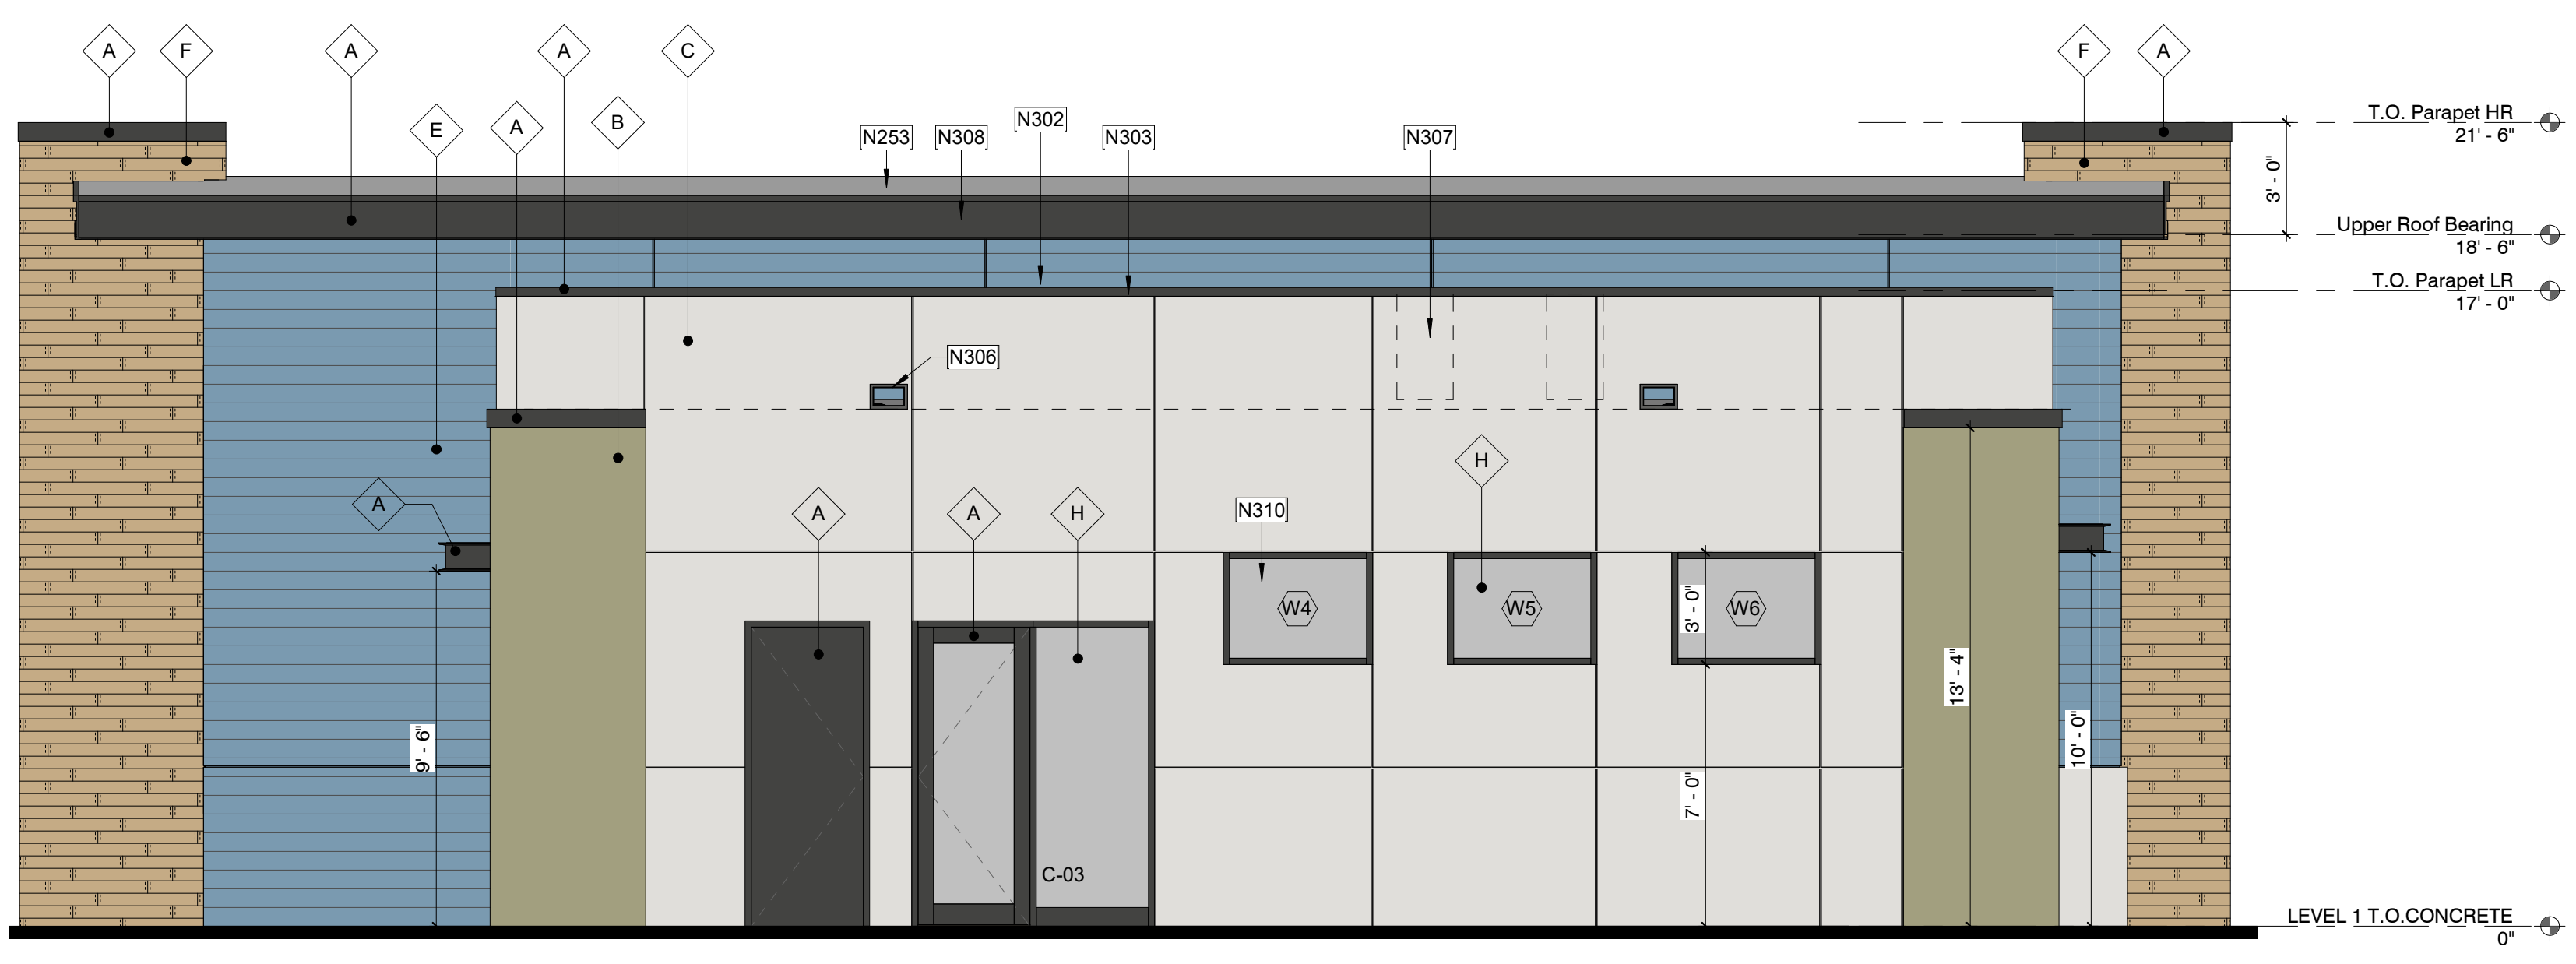 A
F
A
A
C
F
A
E
A
B
N253
N308
N302
N303
N307
T.O. Parapet HR
21' - 6"
3' - 0"
Upper Roof Bearing
18' - 6"
T.O. Parapet LR
17' - 0"
N306
H
A
A
A
H
N310
W4
W5
W6
3' - 0"
13' - 4"
9' - 6"
10' - 0"
7' - 0"
C-03
LEVEL 1 T.O.CONCRETE
0"